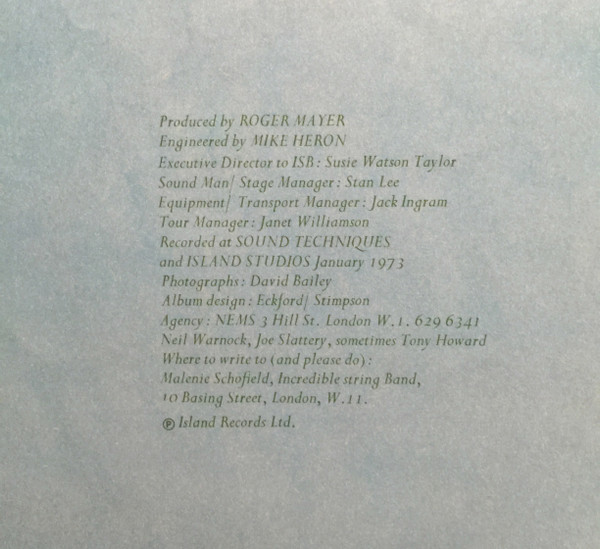 Produced by ROGER MAYER
Engineered by MIKE HERON
Executive Director to ISB: Susie Watson Taylor
Sound Man/ Stage Manager: Stan Lee
Equipment/ Transport Manager: Jack Ingram
Tour Manager: Janet Williamson
Recorded at SOUND TECHNIQUES
and ISLAND STUDIOS January 1973
Photographs: David Bailey
Album design: Eckford/ Stimpson
Agency: NEMS 3 Hill St. London W.1. 629 6341
Neil Warnock, Joe Slattery, sometimes Tony Howard
Where to write to (and please do):
Malenie Schofield, Incredible string Band,
10 Basing Street, London, W.11.
℗ Island Records Ltd.